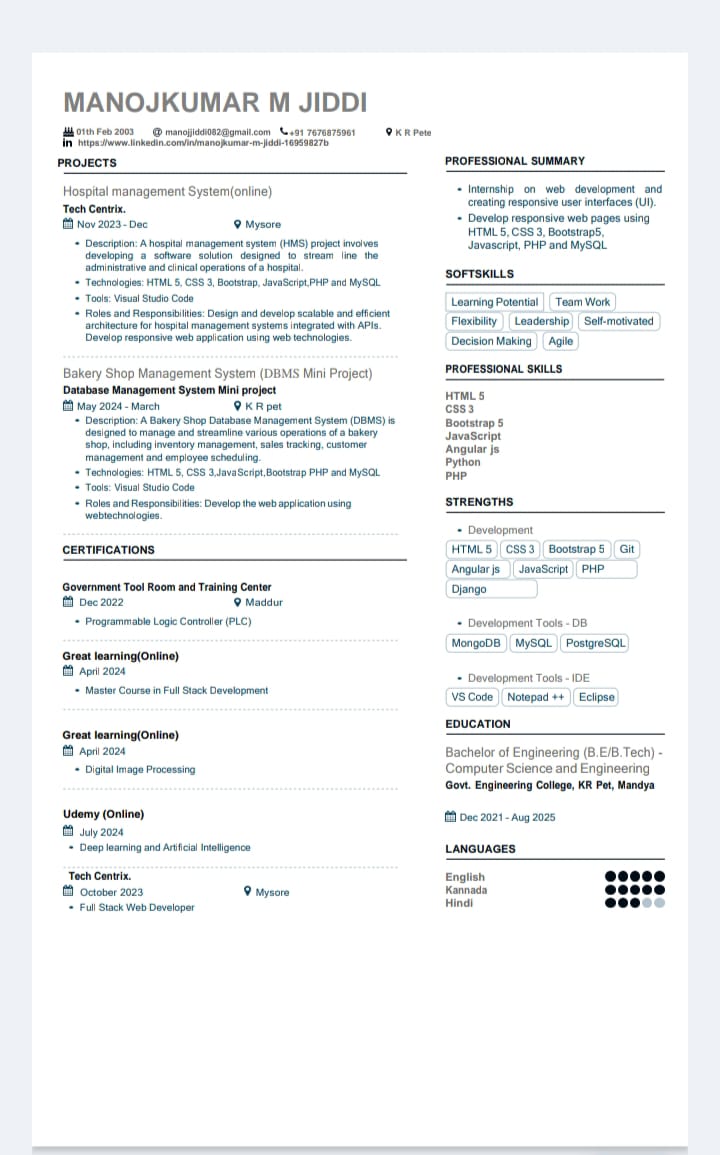 MANOJKUMAR M JIDDI
01th Feb 2003 @ manojjiddi082@gmail.com +91 7676875961 K R Pete
in https://www.linkedin.com/in/manojkumar-m-jiddi-16959827b
PROJECTS
Hospital management System(online)
Tech Centrix.
Nov 2023 - Dec Mysore
• Description: A hospital management system (HMS) project involves
developing a software solution designed to stream line the
administrative and clinical operations of a hospital.
• Technologies: HTML 5, CSS 3, Bootstrap, JavaScript,PHP and MySQL
• Tools: Visual Studio Code
• Roles and Responsibilities: Design and develop scalable and efficient
architecture for hospital management systems integrated with APIs.
Develop responsive web application using web technologies.
Bakery Shop Management System (DBMS Mini Project)
Database Management System Mini project
May 2024 - March K R pet
• Description: A Bakery Shop Database Management System (DBMS) is
designed to manage and streamline various operations of a bakery
shop, including inventory management, sales tracking, customer
management and employee scheduling.
• Technologies: HTML 5, CSS 3,JavaScript,Bootstrap PHP and MySQL
• Tools: Visual Studio Code
• Roles and Responsibilities: Develop the web application using
webtechnologies.
CERTIFICATIONS
Government Tool Room and Training Center
Dec 2022 Maddur
• Programmable Logic Controller (PLC)
Great learning(Online)
April 2024
• Master Course in Full Stack Development
Great learning(Online)
April 2024
• Digital Image Processing
Udemy (Online)
July 2024
• Deep learning and Artificial Intelligence
Tech Centrix.
October 2023 Mysore
• Full Stack Web Developer
PROFESSIONAL SUMMARY
• Internship on web development and
creating responsive user interfaces (UI).
• Develop responsive web pages using
HTML 5, CSS 3, Bootstrap5,
Javascript, PHP and MySQL
SOFTSKILLS
Learning Potential Team Work
Flexibility Leadership Self-motivated
Decision Making Agile
PROFESSIONAL SKILLS
HTML 5
CSS 3
Bootstrap 5
JavaScript
Angular js
Python
PHP
STRENGTHS
• Development
HTML 5 CSS 3 Bootstrap 5 Git
Angular js JavaScript PHP
Django
• Development Tools - DB
MongoDB MySQL PostgreSQL
• Development Tools - IDE
VS Code Notepad ++ Eclipse
EDUCATION
Bachelor of Engineering (B.E/B.Tech) -
Computer Science and Engineering
Govt. Engineering College, KR Pet, Mandya
Dec 2021 - Aug 2025
LANGUAGES
English
Kannada
Hindi